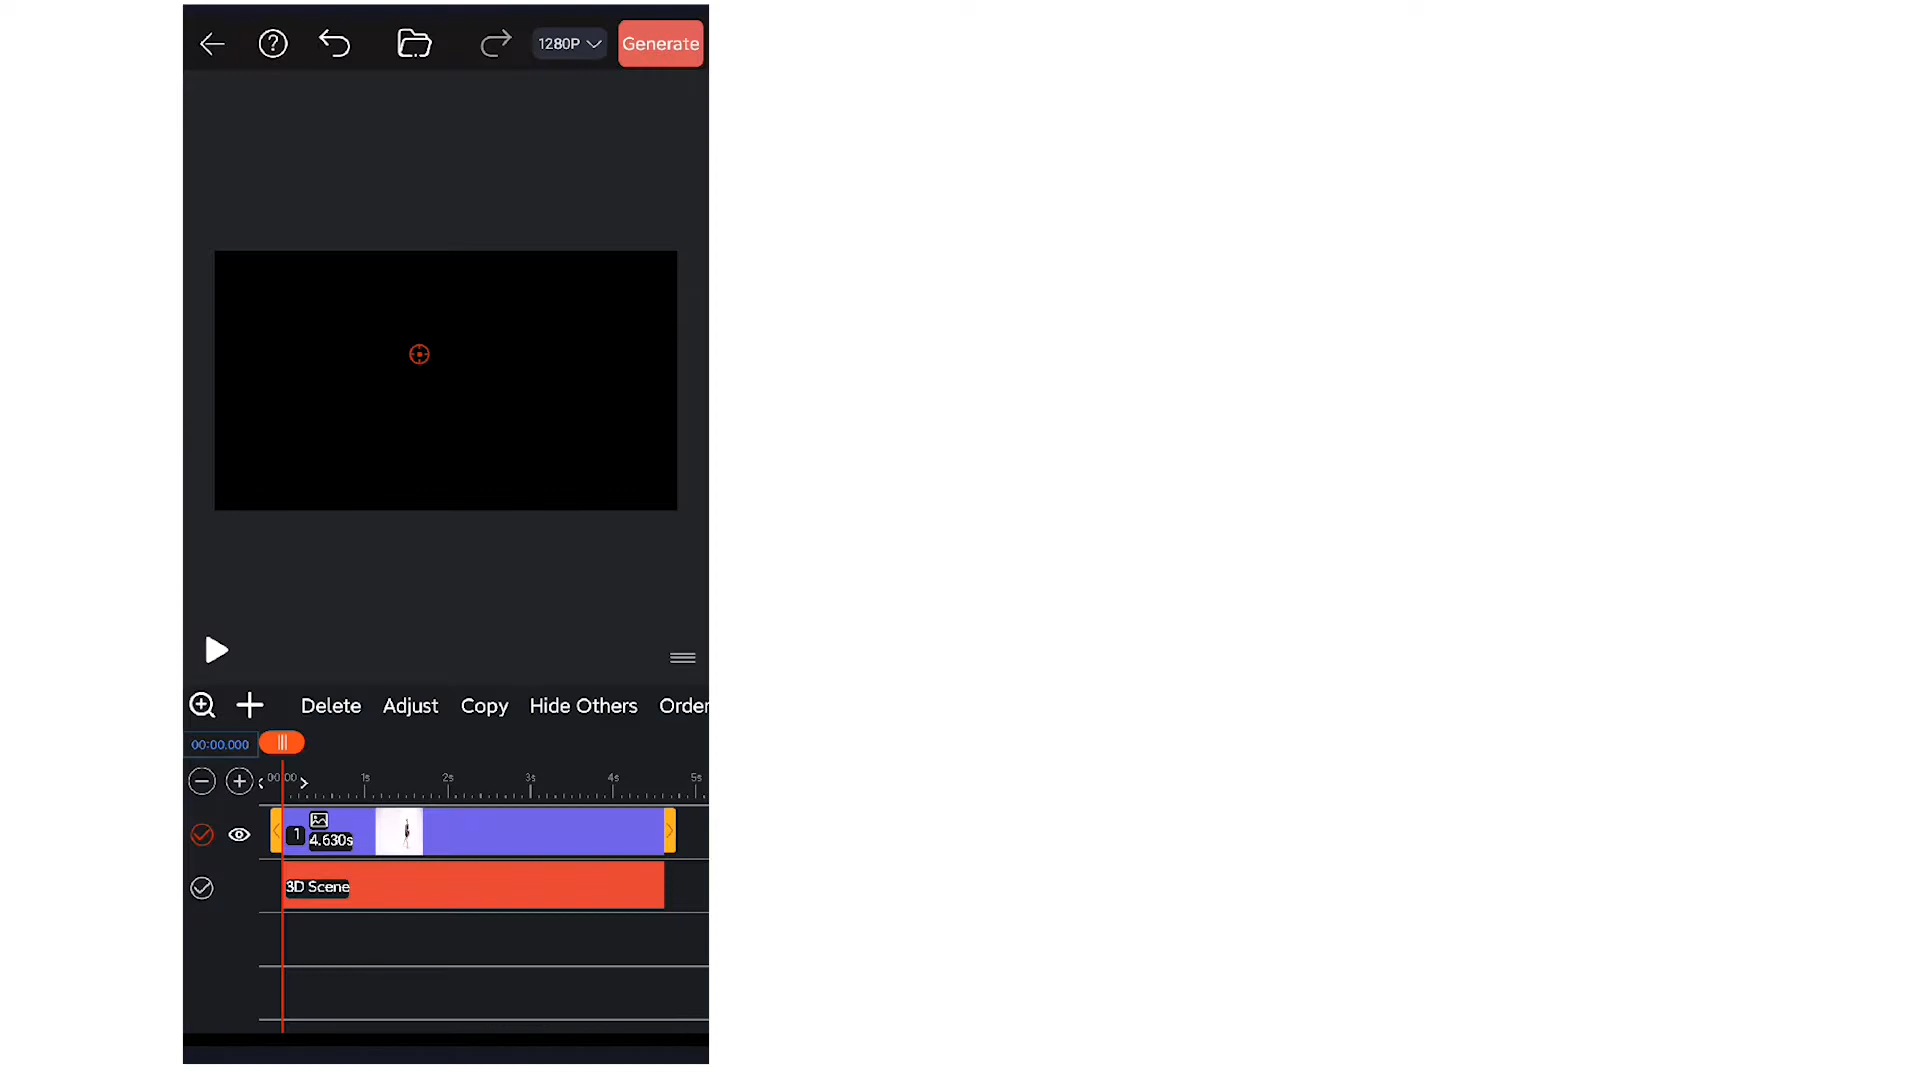 1280P Generate
Delete Adjust Copy Hide Others Order
00:00.000
00:00 1s 2s 3s 4s 5s
1 4.630s
3D Scene